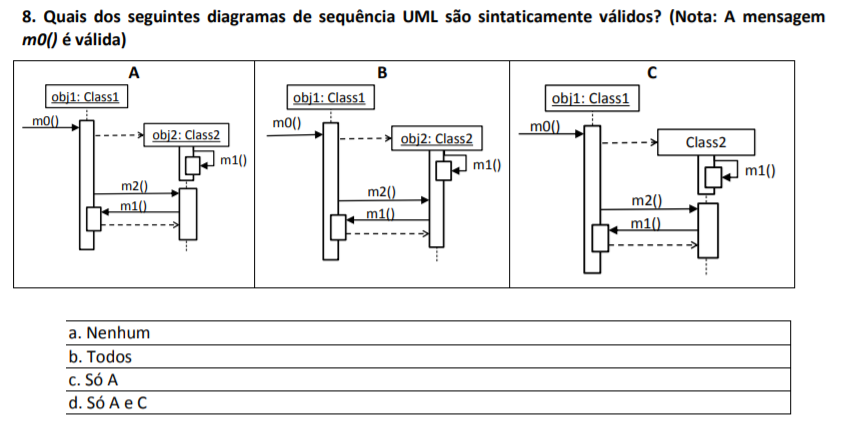 8. Quais dos seguintes diagramas de sequência UML são sintaticamente válidos? (Nota: A mensagem
m0() é válida)
A
B
C
obj1: Class1
m0()
obj2: Class2
m1()
m2()
m1()
obj1: Class1
m0()
obj2: Class2
m1()
m2()
m1()
obj1: Class1
m0()
Class2
m1()
m2()
m1()
a. Nenhum
b. Todos
c. Só A
d. Só A e C